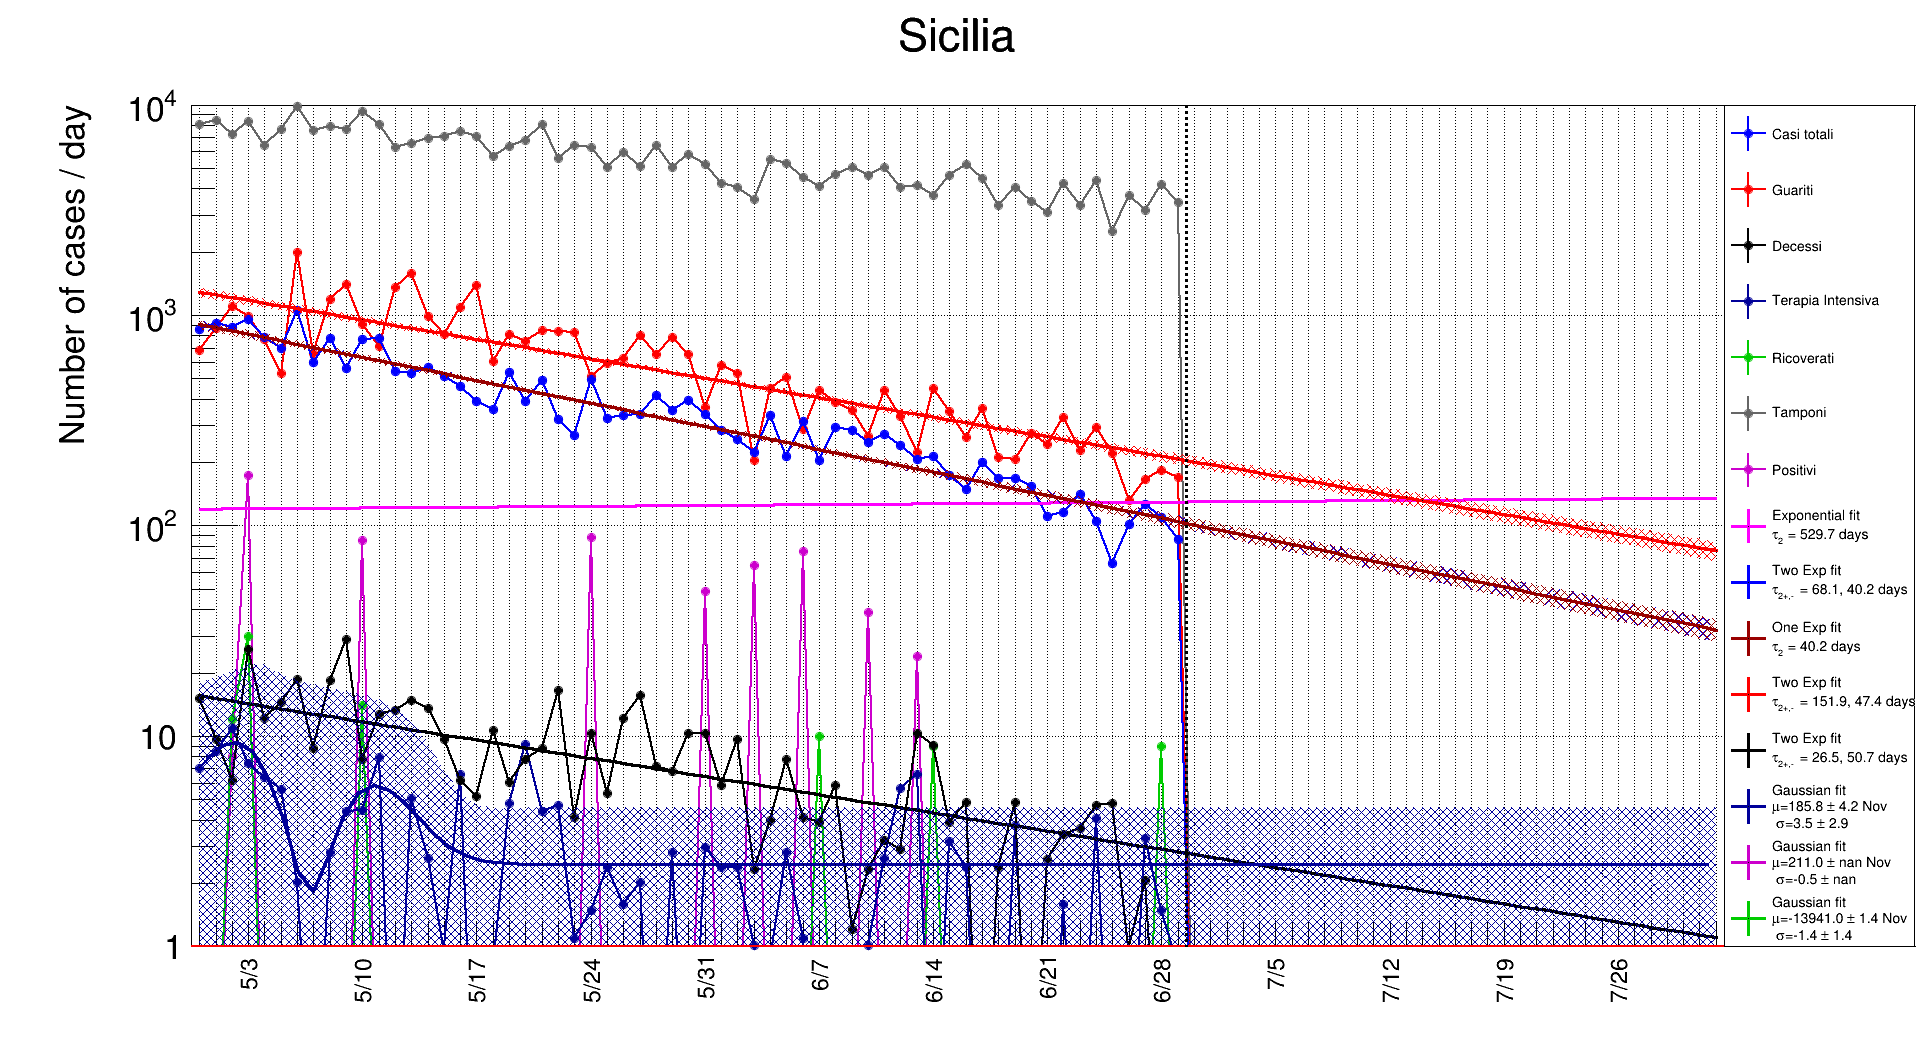 Sicilia
Number of cases / day
10^4
10^3
10^2
10
1
5/3
5/10
5/17
5/24
5/31
6/7
6/14
6/21
6/28
7/5
7/12
7/19
7/26
Casi totali
Guariti
Decessi
Terapia Intensiva
Ricoverati
Tamponi
Positivi
Exponential fit
τ2 = 529.7 days
Two Exp fit
τ2+,- = 68.1, 40.2 days
One Exp fit
τ2 = 40.2 days
Two Exp fit
τ2+,- = 151.9, 47.4 days
Two Exp fit
τ2+,- = 26.5, 50.7 days
Gaussian fit
μ=185.8 ± 4.2 Nov
σ=3.5 ± 2.9
Gaussian fit
μ=211.0 ± nan Nov
σ=-0.5 ± nan
Gaussian fit
μ=-13941.0 ± 1.4 Nov
σ=-1.4 ± 1.4